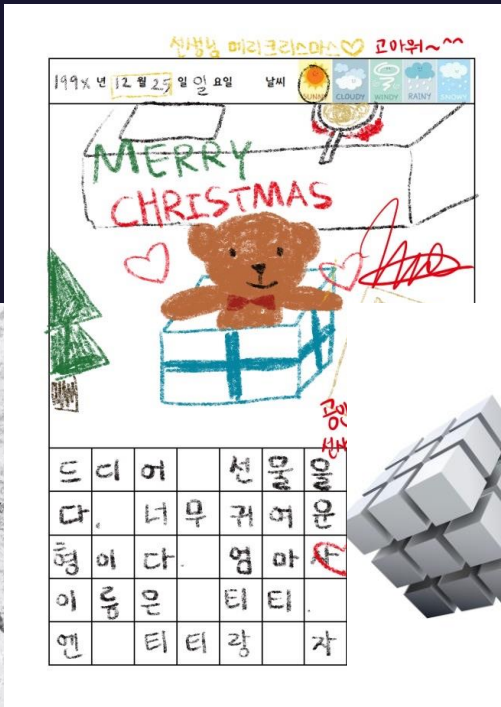 선생님 메리크리스마스♡ 고마워~^^
199x 년 12 월 25 일 일 요일 날씨 SUNNY CLOUDY WINDY RAINY SNOWY
MERRY
CHRISTMAS
드디어 선물을
다. 너무 귀여운
형이다. 엄마
이름은 티티.
엔 티티랑 자